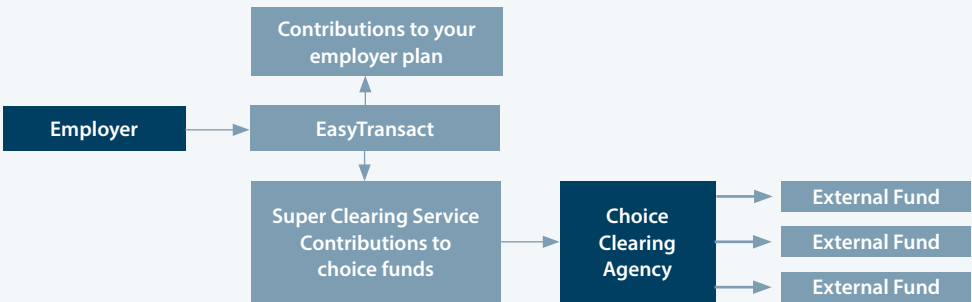 Contributions to your
employer plan
Employer
EasyTransact
Super Clearing Service
Contributions to
choice funds
Choice
Clearing
Agency
External Fund
External Fund
External Fund